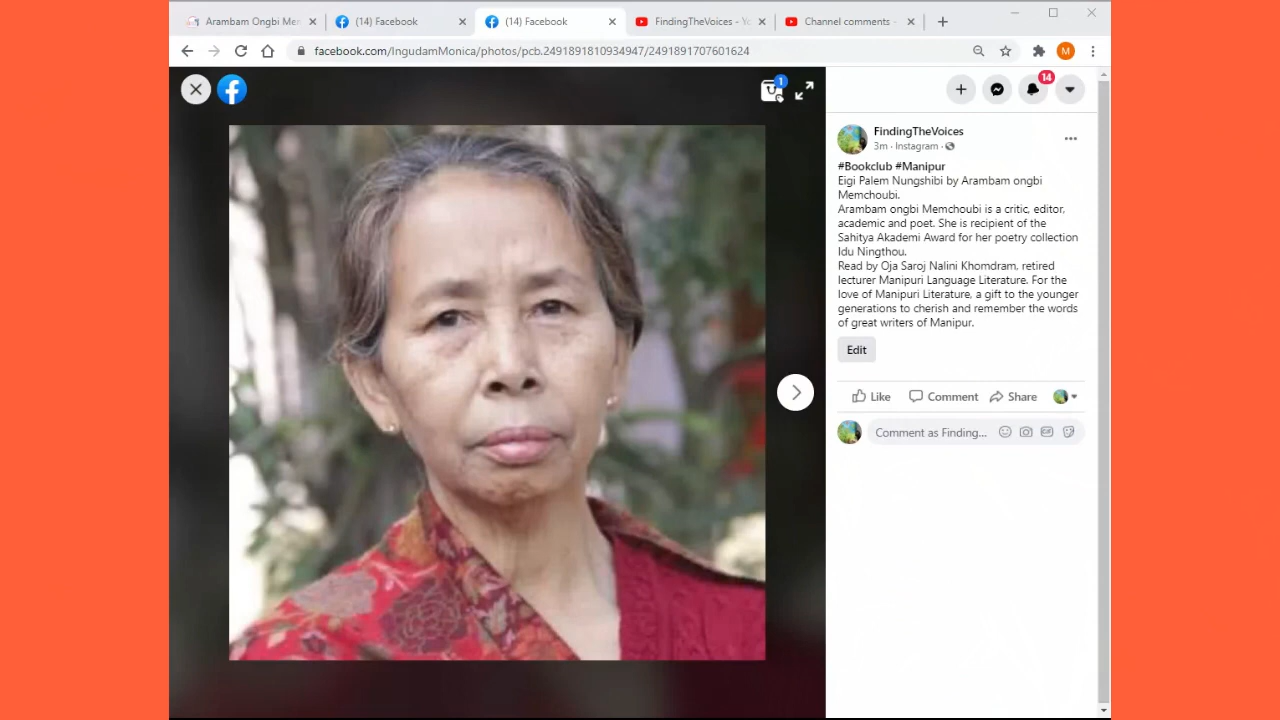 Arambam Ongbi Mem
(14) Facebook
(14) Facebook
FindingTheVoices - Yo
Channel comments -
facebook.com/IngudamMonica/photos/pcb.2491891810934947/2491891707601624
M
1
14
FindingTheVoices
3m · Instagram ·
#Bookclub #Manipur
Eigi Palem Nungshibi by Arambam ongbi
Memchoubi.
Arambam ongbi Memchoubi is a critic, editor,
academic and poet. She is recipient of the
Sahitya Akademi Award for her poetry collection
Idu Ningthou.
Read by Oja Saroj Nalini Khomdram, retired
lecturer Manipuri Language Literature. For the
love of Manipuri Literature, a gift to the younger
generations to cherish and remember the words
of great writers of Manipur.
Edit
Like Comment Share
Comment as Finding...